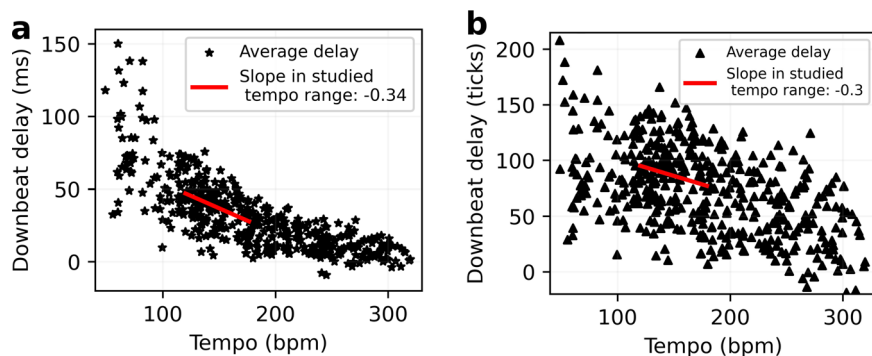 a
150
100
50
0
Downbeat delay (ms)
Average delay
Slope in studied
tempo range: -0.34
100
200
300
Tempo (bpm)
b
200
150
100
50
0
Downbeat delay (ticks)
Average delay
Slope in studied
tempo range: -0.3
100
200
300
Tempo (bpm)